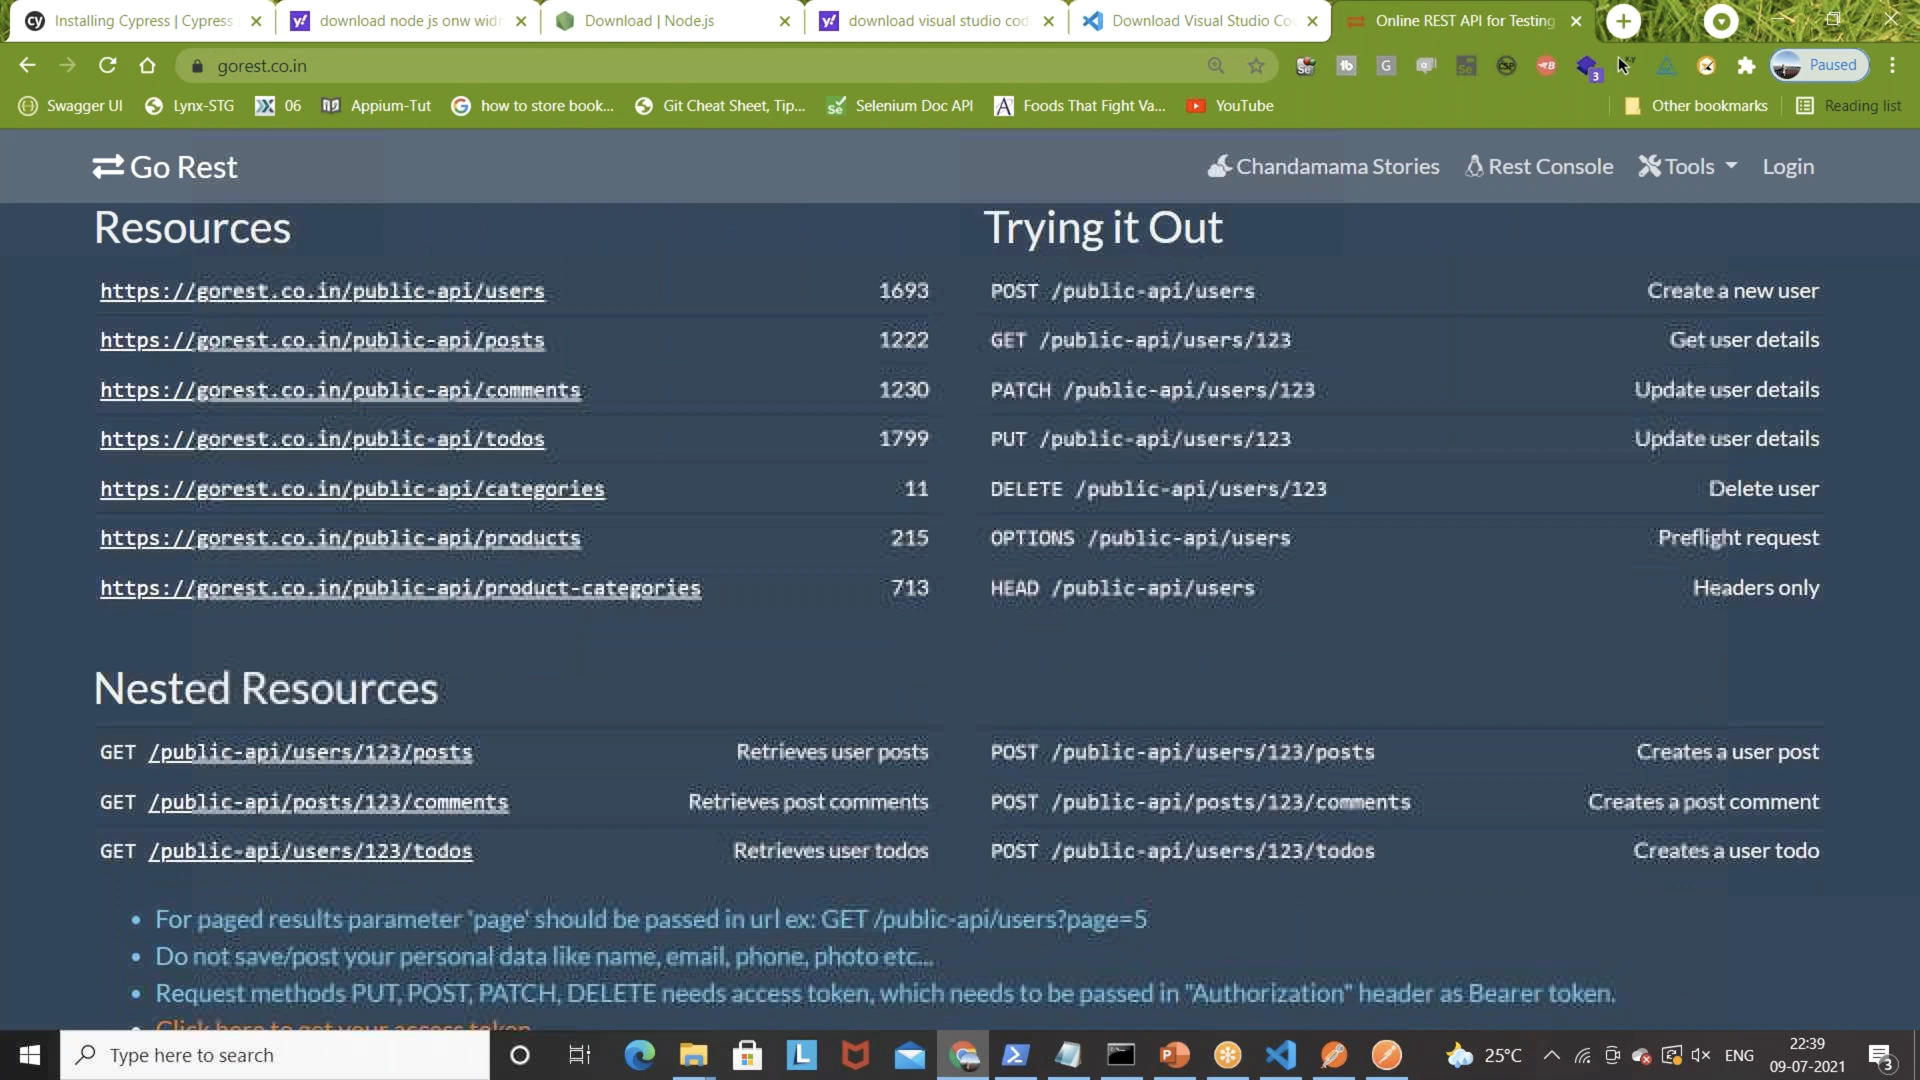 Installing Cypress | Cypress
download node js onw widn
Download | Node.js
download visual studio cod
Download Visual Studio Co
Online REST API for Testing
gorest.co.in
Paused
Swagger UI
Lynx-STG
06
Appium-Tut
how to store book...
Git Cheat Sheet, Tip...
Selenium Doc API
Foods That Fight Va...
YouTube
Other bookmarks
Reading list
Go Rest
Chandamama Stories
Rest Console
Tools
Login
Resources
https://gorest.co.in/public-api/users 1693
https://gorest.co.in/public-api/posts 1222
https://gorest.co.in/public-api/comments 1230
https://gorest.co.in/public-api/todos 1799
https://gorest.co.in/public-api/categories 11
https://gorest.co.in/public-api/products 215
https://gorest.co.in/public-api/product-categories 713
Trying it Out
POST /public-api/users Create a new user
GET /public-api/users/123 Get user details
PATCH /public-api/users/123 Update user details
PUT /public-api/users/123 Update user details
DELETE /public-api/users/123 Delete user
OPTIONS /public-api/users Preflight request
HEAD /public-api/users Headers only
Nested Resources
GET /public-api/users/123/posts Retrieves user posts
GET /public-api/posts/123/comments Retrieves post comments
GET /public-api/users/123/todos Retrieves user todos
POST /public-api/users/123/posts Creates a user post
POST /public-api/posts/123/comments Creates a post comment
POST /public-api/users/123/todos Creates a user todo
• For paged results parameter 'page' should be passed in url ex: GET /public-api/users?page=5
• Do not save/post your personal data like name, email, phone, photo etc...
• Request methods PUT, POST, PATCH, DELETE needs access token, which needs to be passed in "Authorization" header as Bearer token.
• Click here to get your access token
Type here to search
25°C
ENG
22:39
09-07-2021
3